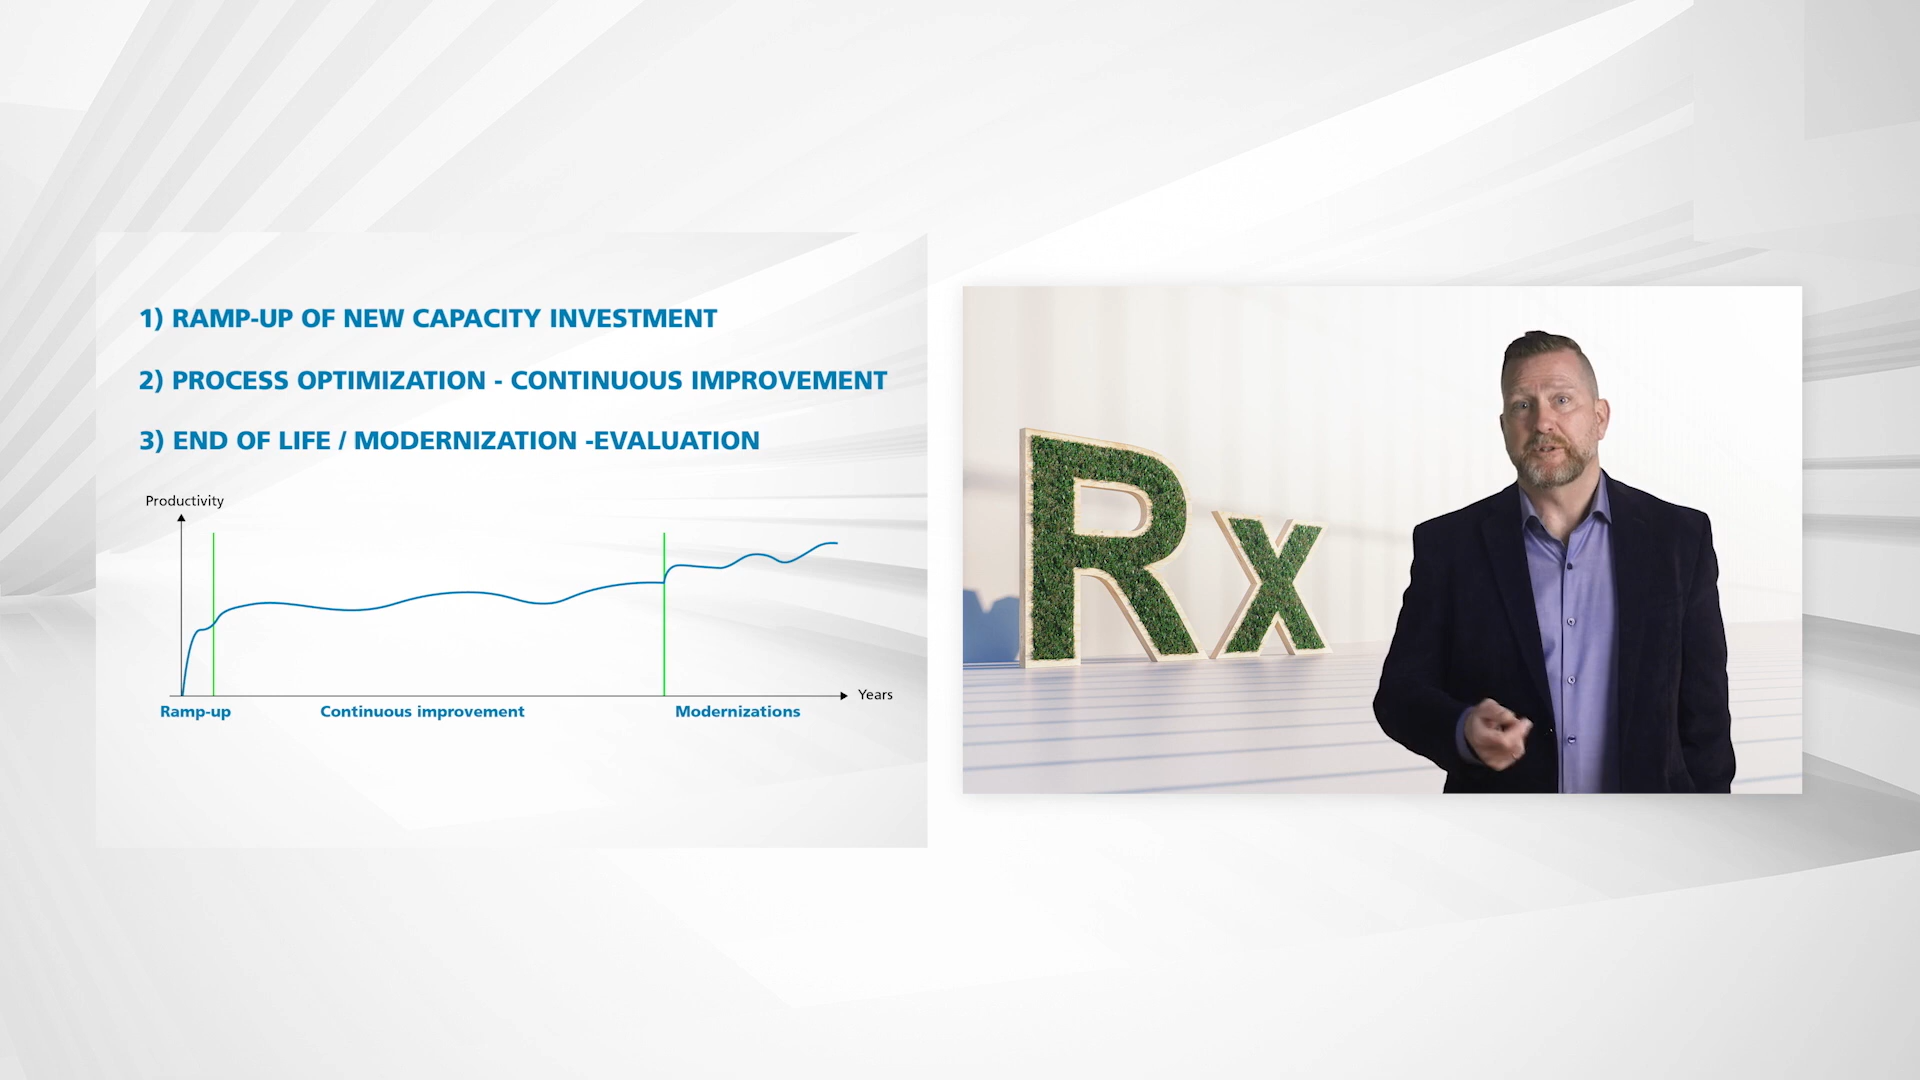 1) RAMP-UP OF NEW CAPACITY INVESTMENT
2) PROCESS OPTIMIZATION - CONTINUOUS IMPROVEMENT
3) END OF LIFE / MODERNIZATION -EVALUATION
Productivity
Years
Ramp-up
Continuous improvement
Modernizations
Rx